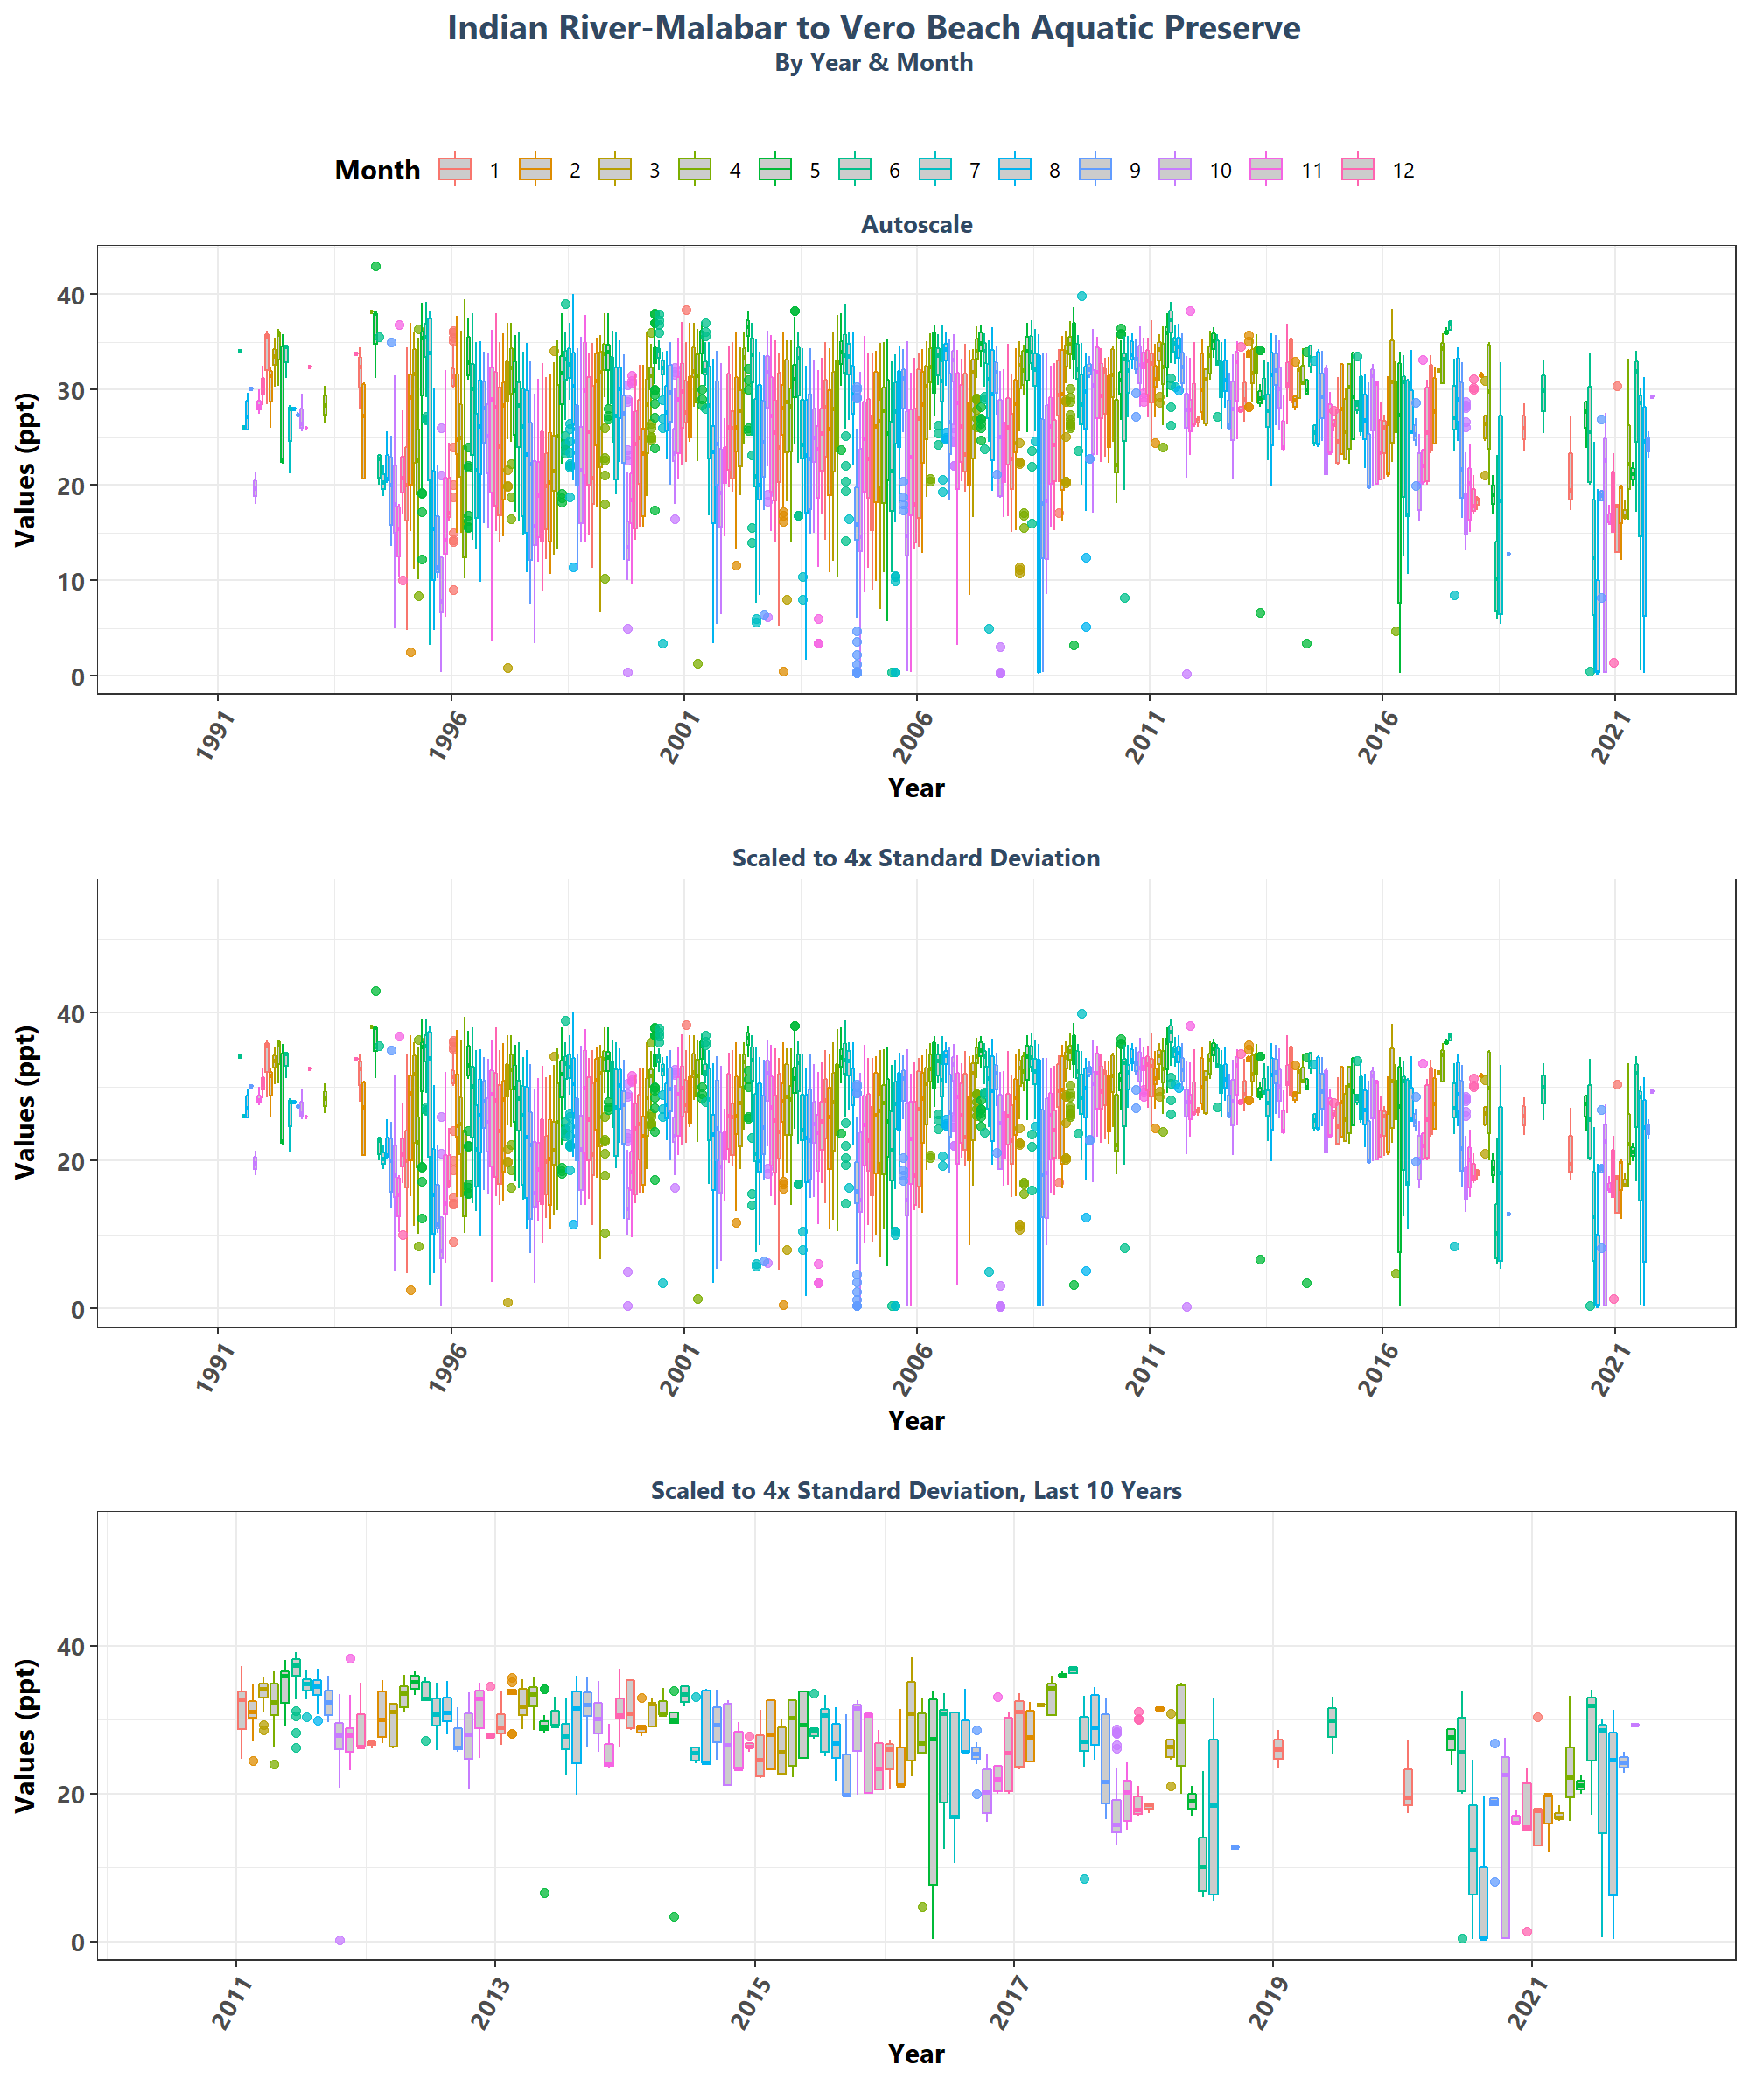 Indian River-Malabar to Vero Beach Aquatic Preserve
By Year & Month
Month 1 2 3 4 5 6 7 8 9 10 11 12
Autoscale
Values (ppt)
40
30
20
10
0
1991 1996 2001 2006 2011 2016 2021
Year
Scaled to 4x Standard Deviation
Values (ppt)
40
20
0
1991 1996 2001 2006 2011 2016 2021
Year
Scaled to 4x Standard Deviation, Last 10 Years
Values (ppt)
40
20
0
2011 2013 2015 2017 2019 2021
Year